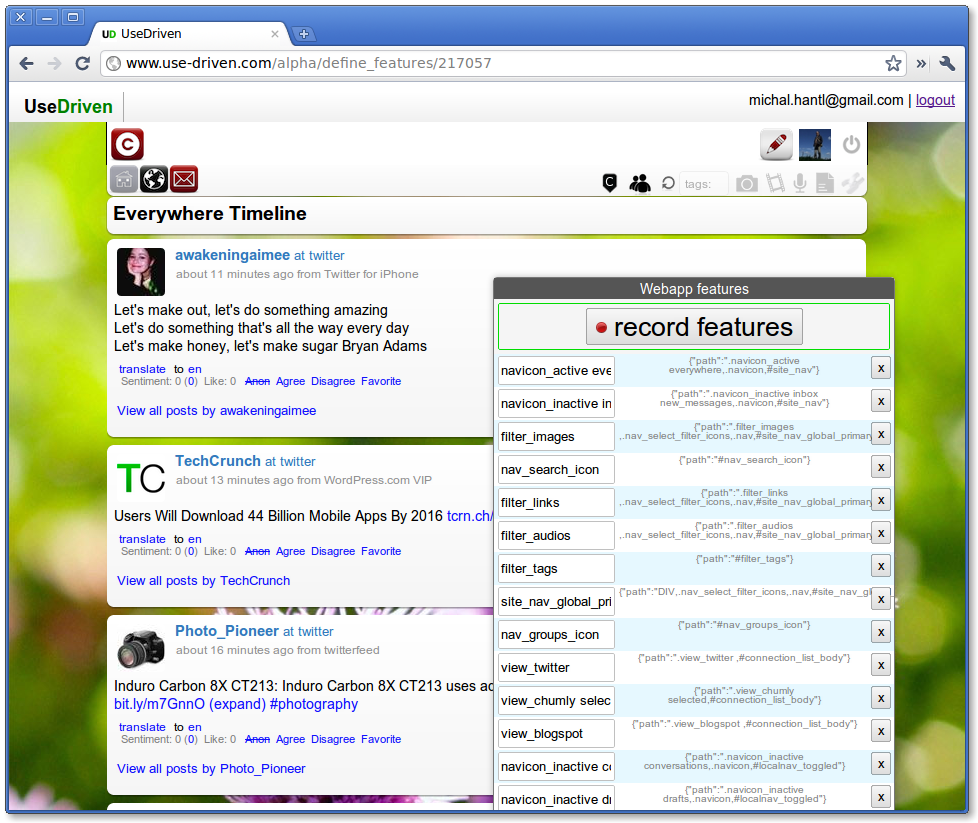 UD UseDriven
www.use-driven.com/alpha/define_features/217057
UseDriven
michal.hantl@gmail.com | logout
C
C
tags:
Everywhere Timeline
awakeningaimee at twitter
about 11 minutes ago from Twitter for iPhone
Let's make out, let's do something amazing
Let's do something that's all the way every day
Let's make honey, let's make sugar Bryan Adams
translate to en
Sentiment: 0 (0) Like: 0 Anon Agree Disagree Favorite
View all posts by awakeningaimee
TC
TechCrunch at twitter
about 13 minutes ago from WordPress.com VIP
Users Will Download 44 Billion Mobile Apps By 2016 tcrn.ch/
translate to en
Sentiment: 0 (0) Like: 0 Anon Agree Disagree Favorite
View all posts by TechCrunch
Photo_Pioneer at twitter
about 16 minutes ago from twitterfeed
Induro Carbon 8X CT213: Induro Carbon 8X CT213 uses ad
bit.ly/m7GnnO (expand) #photography
translate to en
Sentiment: 0 (0) Like: 0 Anon Agree Disagree Favorite
View all posts by Photo_Pioneer
Webapp features
record features
navicon_active eve
{"path":".navicon_active
everywhere,.navicon,#site_nav"}
x
navicon_inactive in
{"path":".navicon_inactive inbox
new_messages,.navicon,#site_nav"}
x
filter_images
{"path":".filter_images
,.nav_select_filter_icons,.nav,#site_nav_global_primary
x
nav_search_icon
{"path":"#nav_search_icon"}
x
filter_links
{"path":".filter_links
,.nav_select_filter_icons,.nav,#site_nav_global_primary
x
filter_audios
{"path":".filter_audios
,.nav_select_filter_icons,.nav,#site_nav_global_primary
x
filter_tags
{"path":"#filter_tags"}
x
site_nav_global_pri
{"path":"DIV,.nav_select_filter_icons,.nav,#site_nav_gl
x
nav_groups_icon
{"path":"#nav_groups_icon"}
x
view_twitter
{"path":".view_twitter ,#connection_list_body"}
x
view_chumly selec
{"path":".view_chumly
selected,#connection_list_body"}
x
view_blogspot
{"path":".view_blogspot ,#connection_list_body"}
x
navicon_inactive co
{"path":".navicon_inactive
conversations,.navicon,#localnav_toggled"}
x
navicon_inactive dr
{"path":".navicon_inactive
drafts,.navicon,#localnav_toggled"}
x